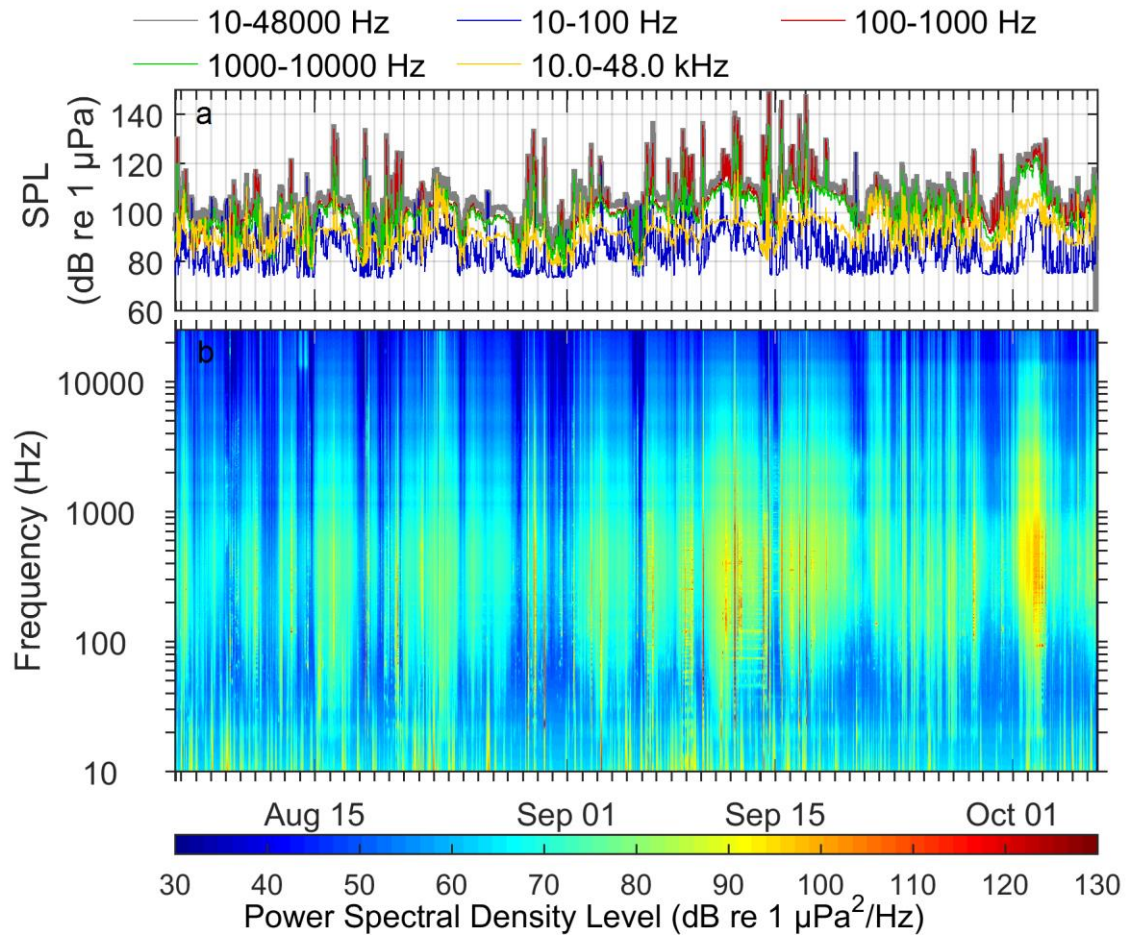 10-48000 Hz 10-100 Hz 100-1000 Hz
1000-10000 Hz 10.0-48.0 kHz
a
140
120
100
80
60
SPL
(dB re 1 µPa)
b
10000
1000
100
10
Frequency (Hz)
Aug 15 Sep 01 Sep 15 Oct 01
30 40 50 60 70 80 90 100 110 120 130
Power Spectral Density Level (dB re 1 µPa²/Hz)